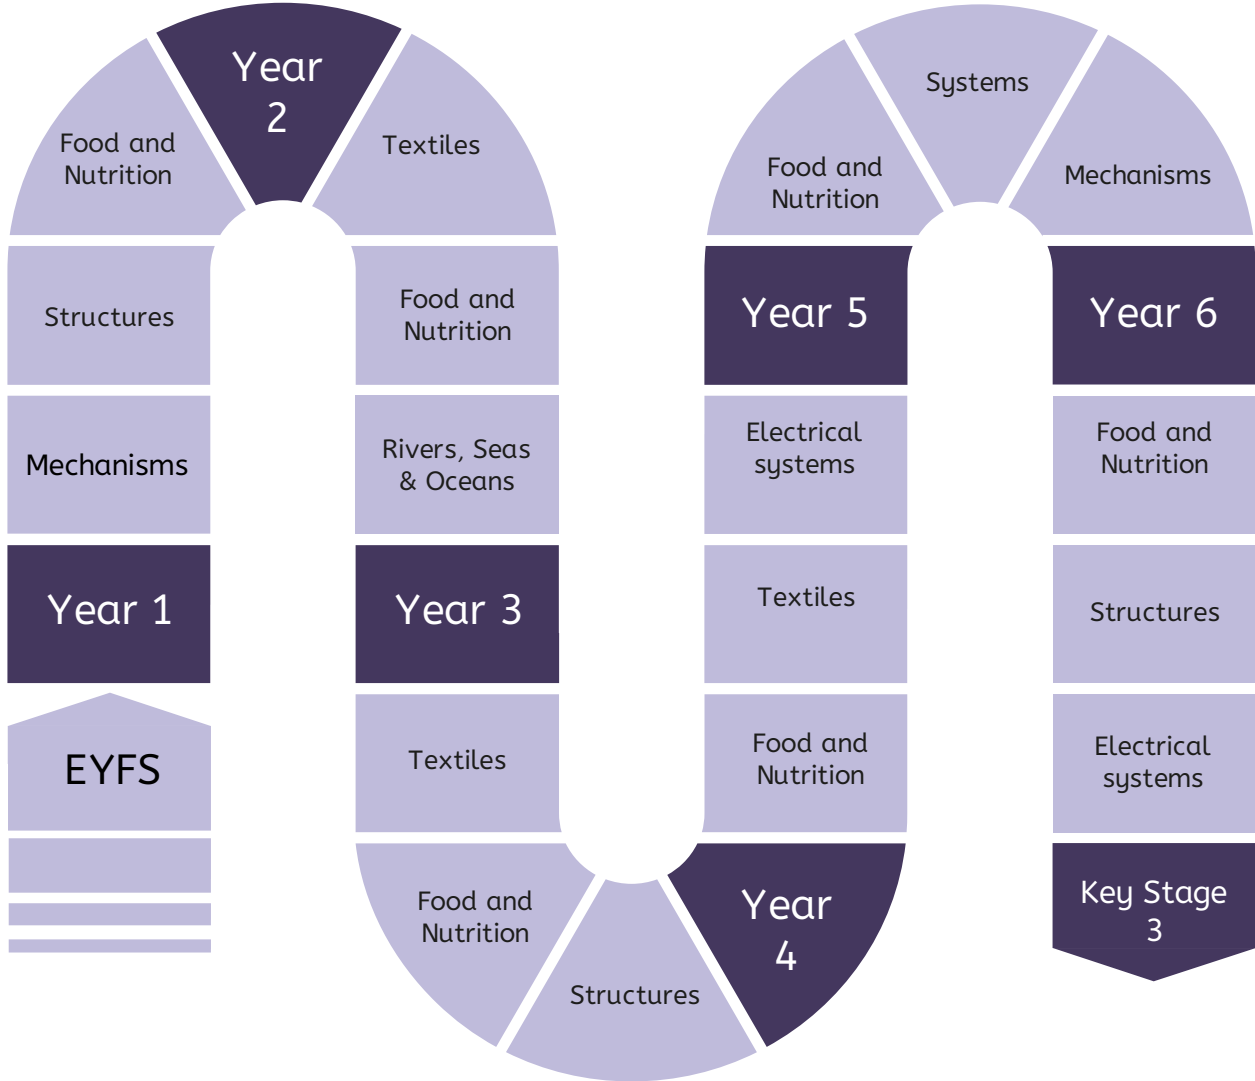 EYFS
Year 1
Mechanisms
Structures
Food and
Nutrition
Year
2
Textiles
Food and
Nutrition
Rivers, Seas
& Oceans
Year 3
Textiles
Food and
Nutrition
Structures
Year
4
Food and
Nutrition
Textiles
Electrical
systems
Year 5
Food and
Nutrition
Systems
Mechanisms
Year 6
Food and
Nutrition
Structures
Electrical
systems
Key Stage
3